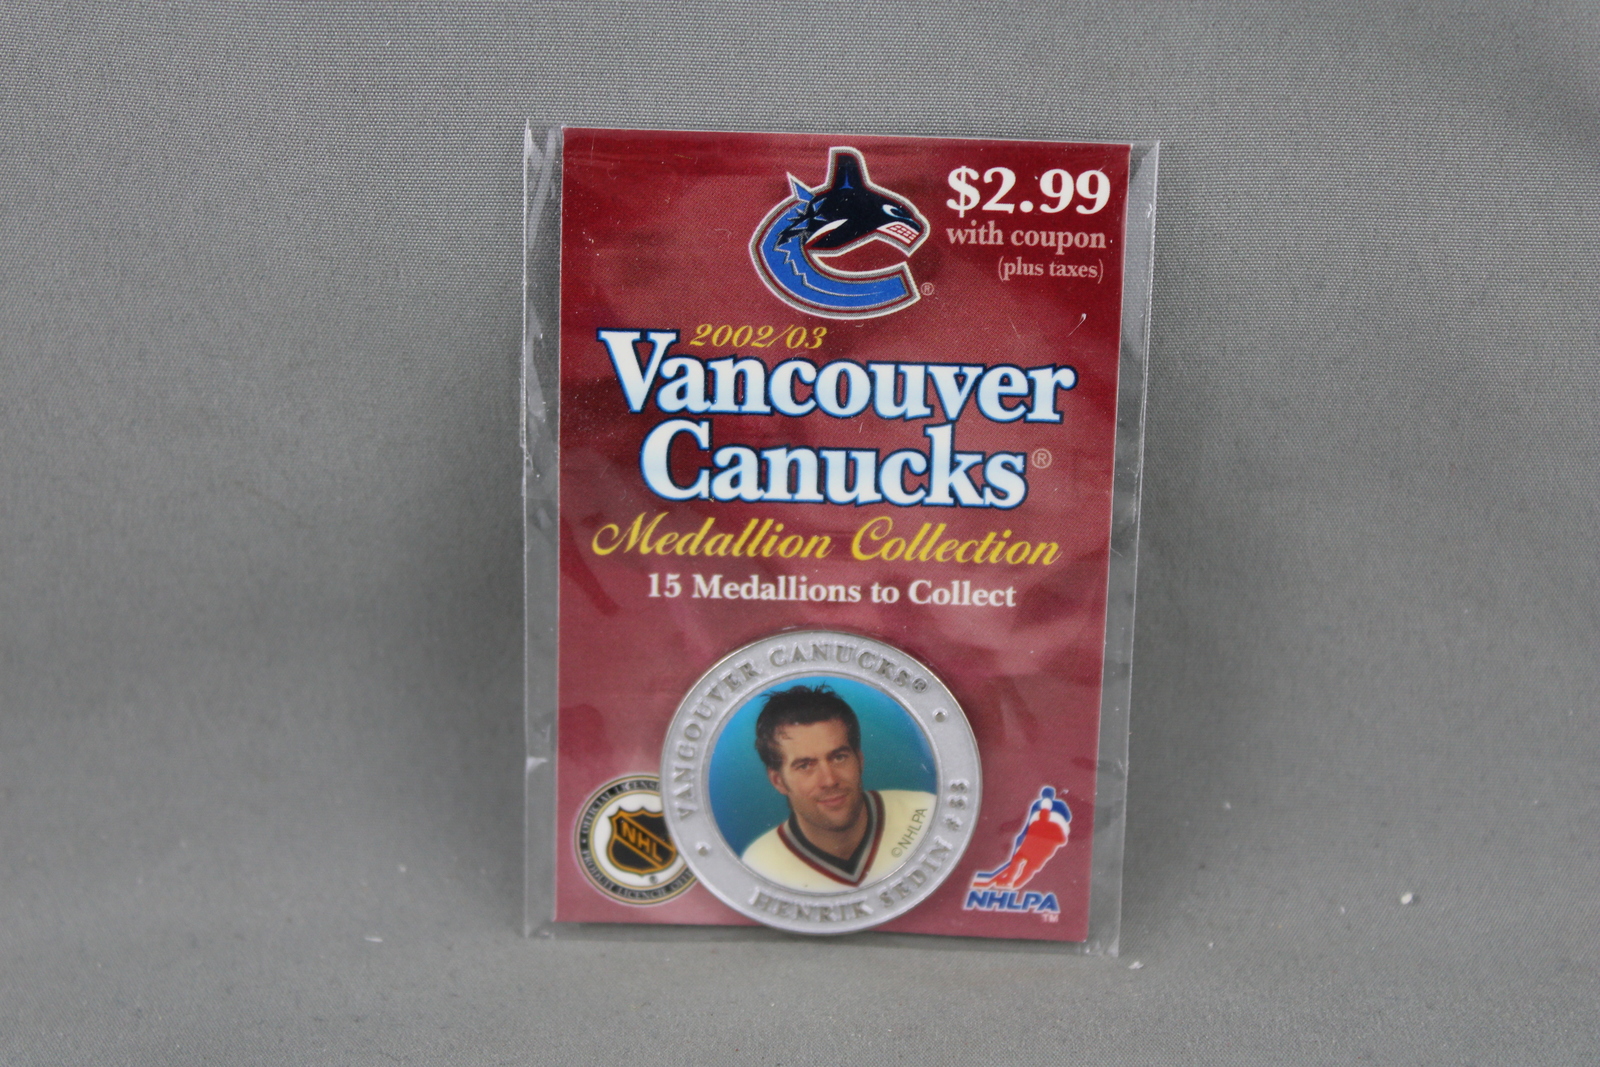 $2.99
with coupon
(plus taxes)
®
2002/03
Vancouver
Canucks®
Medallion Collection
15 Medallions to Collect
VANCOUVER CANUCKS®
HENRIK SEDIN #33
©NHLPA
NHL
NHLPA
TM